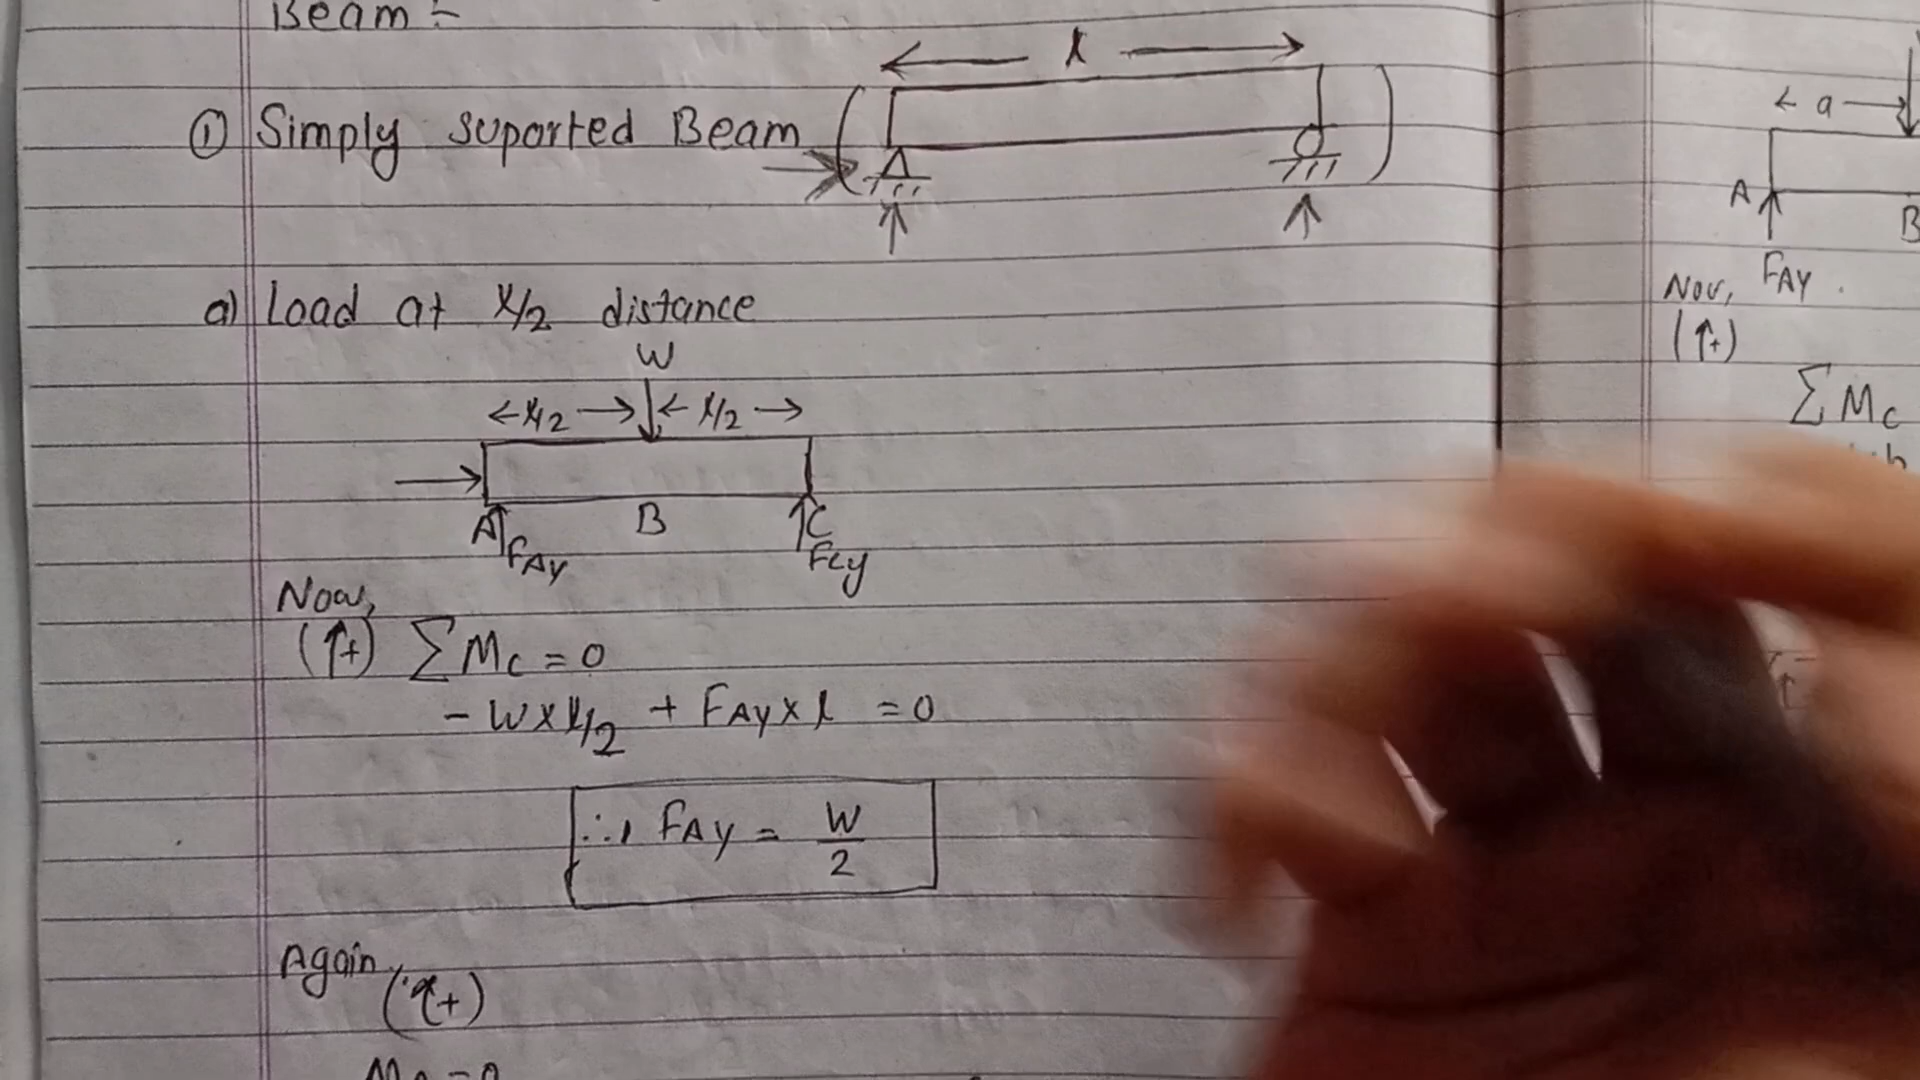 Beam :-
l
① Simply suported Beam
a) Load at l/2 distance
W
l/2 l/2
A B C
FAy FCy
Now,
(↑+) ΣMc = 0
- W x l/2 + FAy x l = 0
∴, FAy = W/2
Again,
(↑+)
a
A B
FAy
Now,
(↑+)
ΣMc